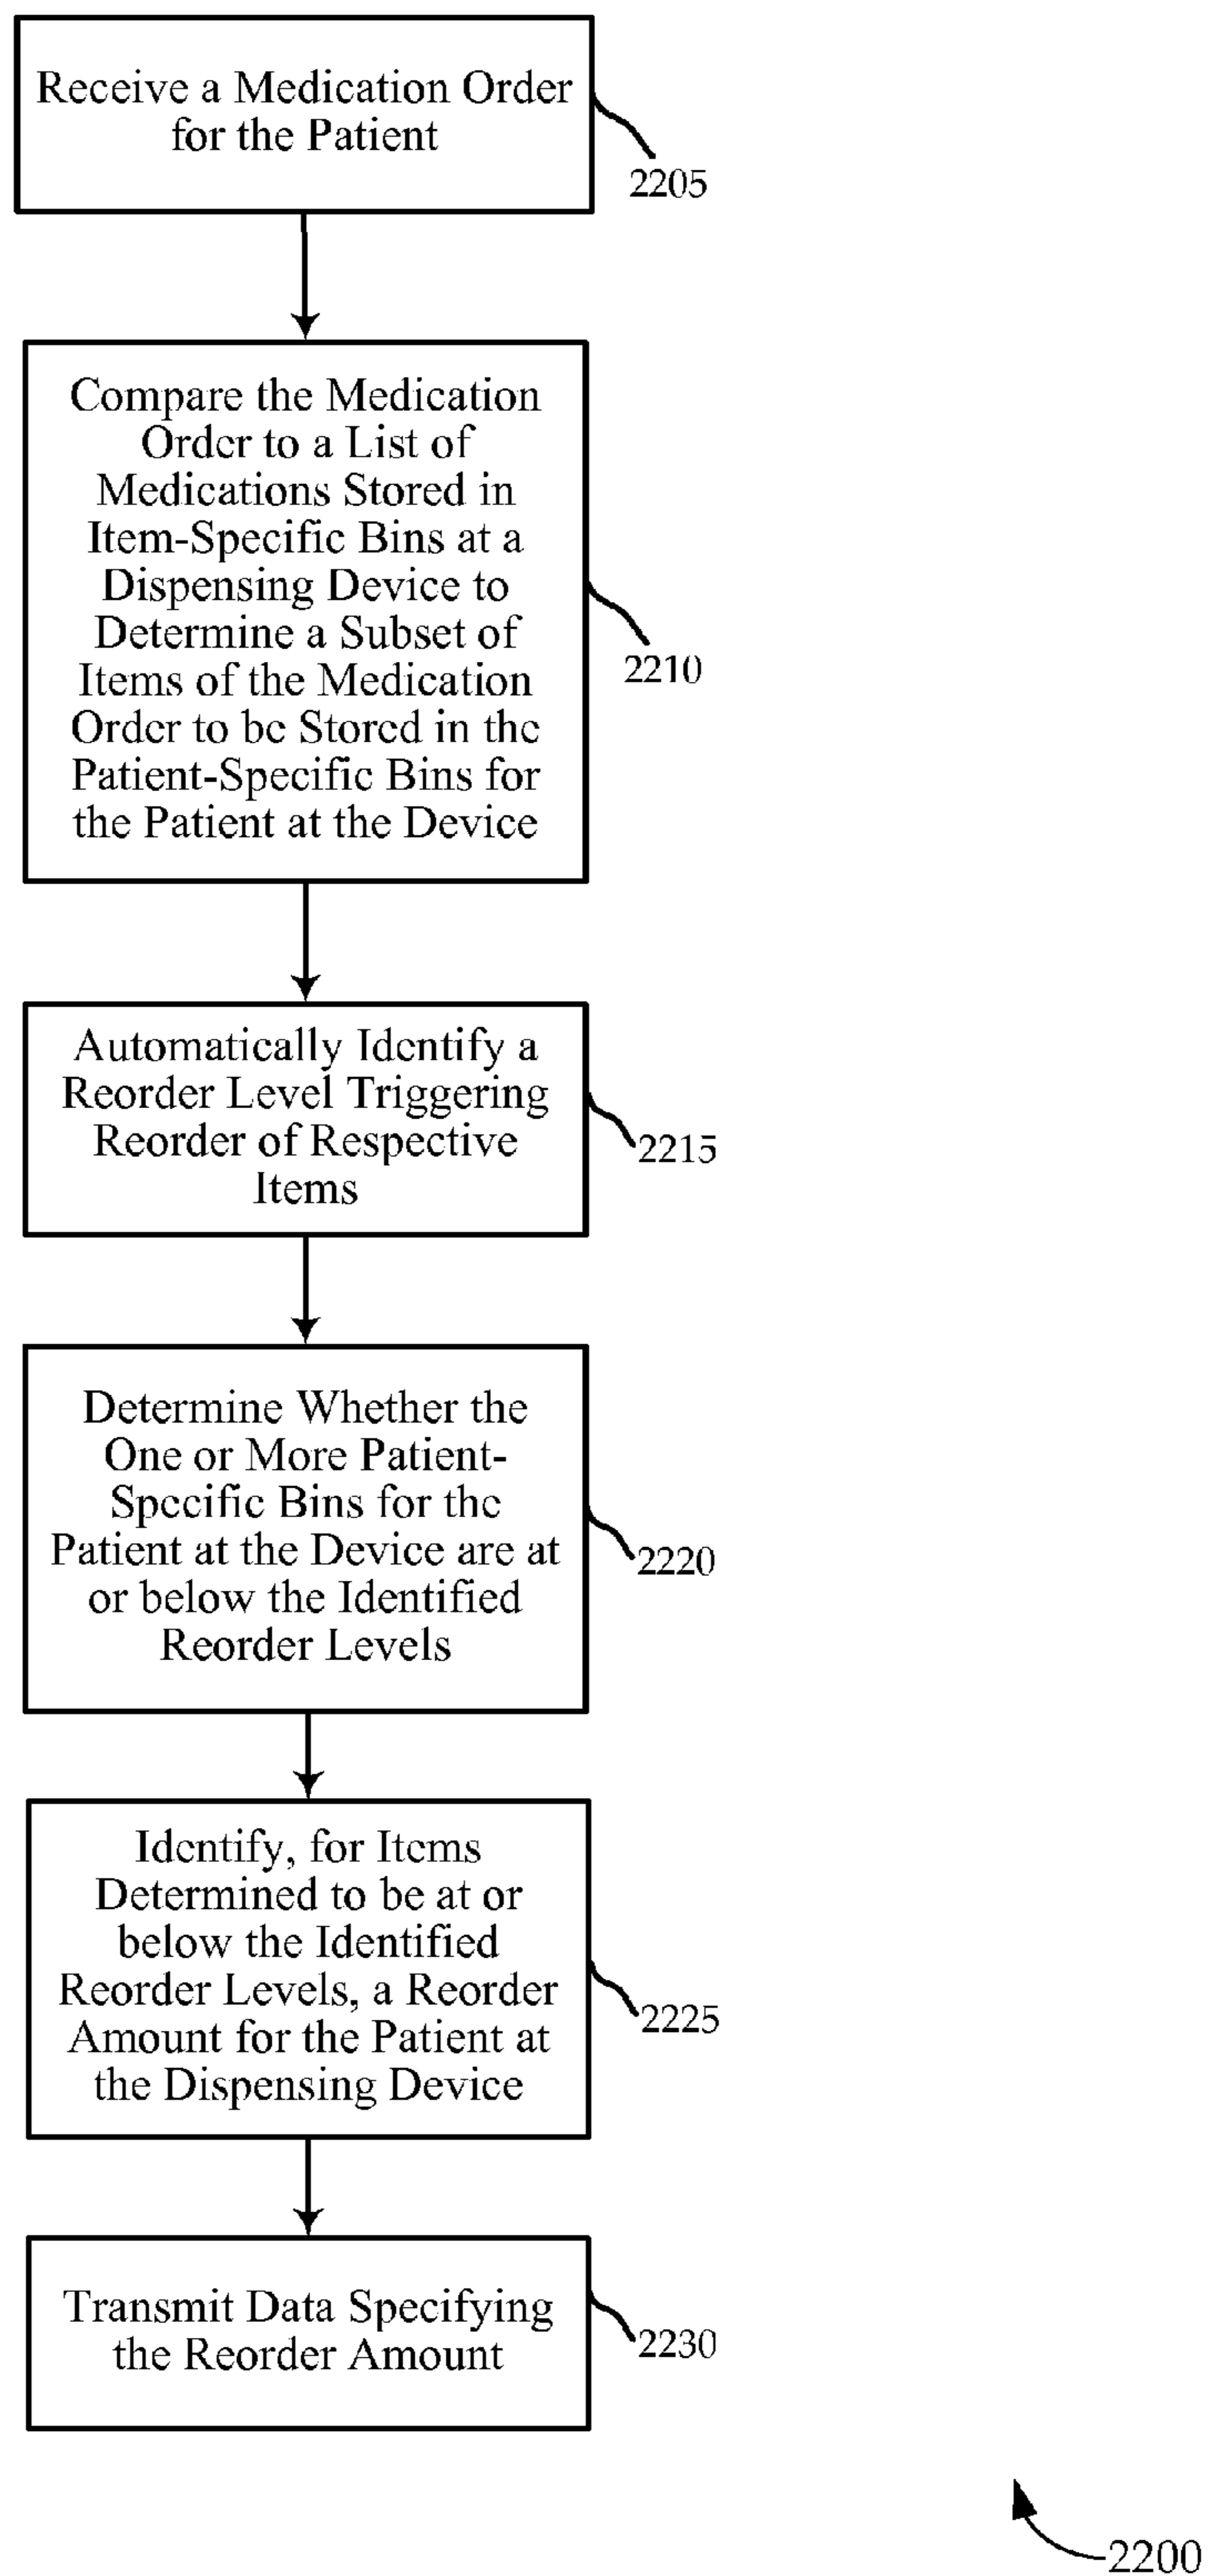 Receive a Medication Order
for the Patient
2205
Compare the Medication
Order to a List of
Medications Stored in
Item-Specific Bins at a
Dispensing Device to
Determine a Subset of
Items of the Medication
Order to be Stored in the
Patient-Specific Bins for
the Patient at the Device
2210
Automatically Identify a
Reorder Level Triggering
Reorder of Respective
Items
2215
Determine Whether the
One or More Patient-
Specific Bins for the
Patient at the Device are at
or below the Identified
Reorder Levels
2220
Identify, for Items
Determined to be at or
below the Identified
Reorder Levels, a Reorder
Amount for the Patient at
the Dispensing Device
2225
Transmit Data Specifying
the Reorder Amount
2230
2200